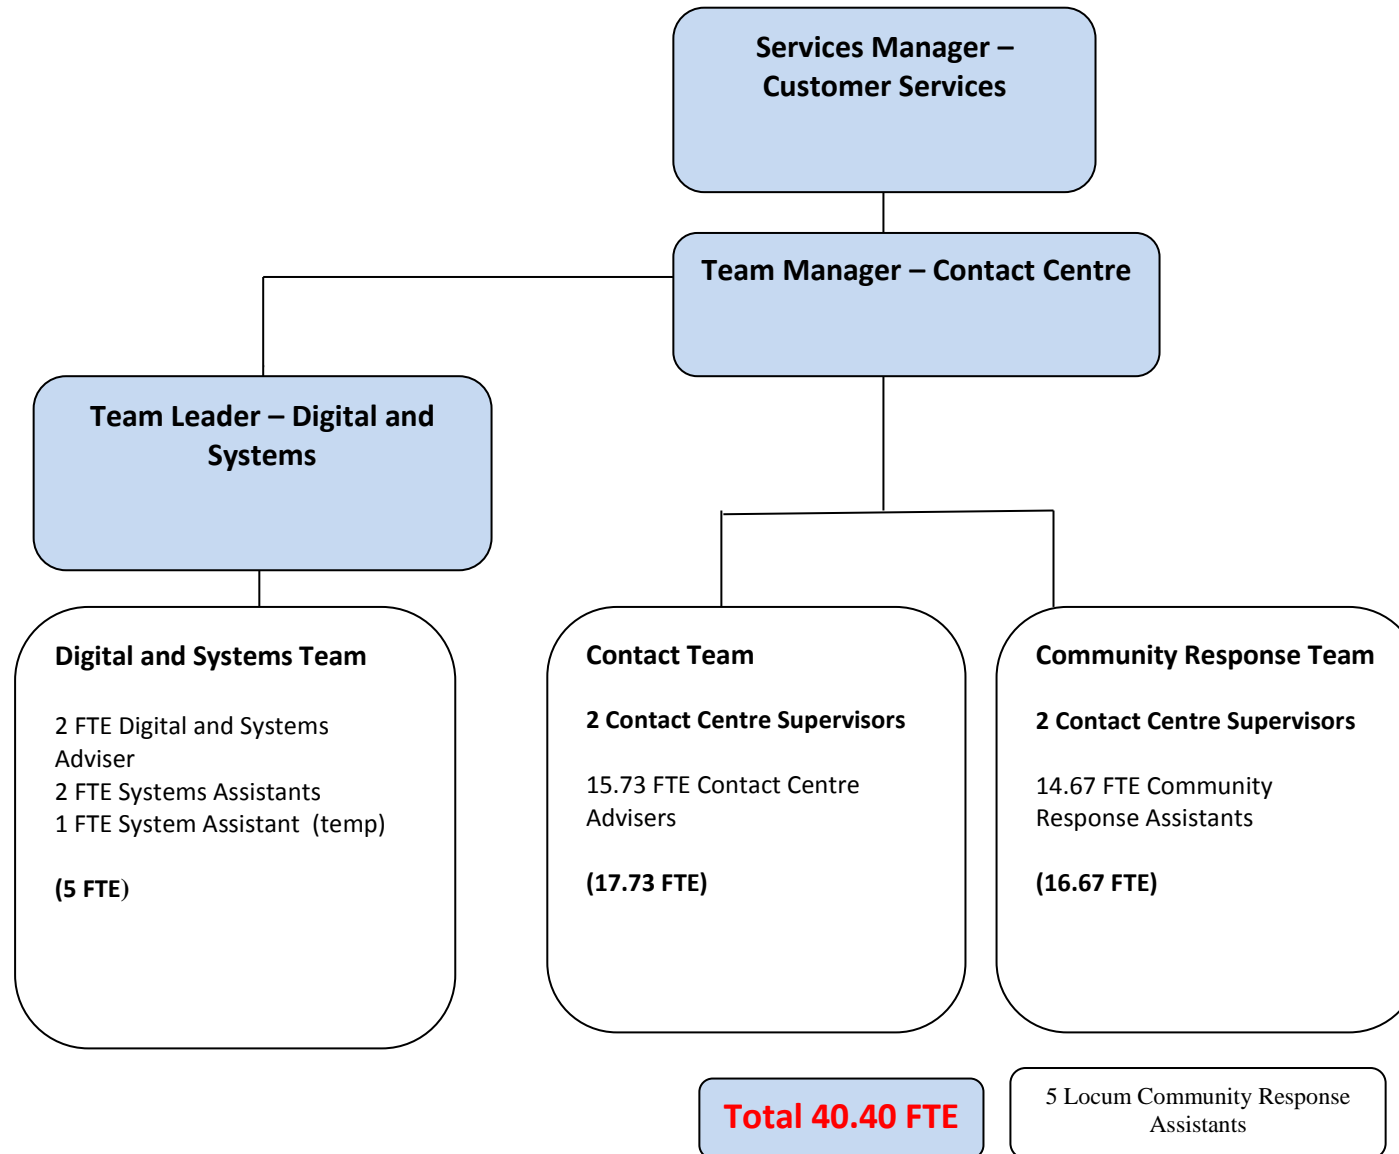 Services Manager –
Customer Services
Team Manager – Contact Centre
Team Leader – Digital and
Systems
Digital and Systems Team
2 FTE Digital and Systems
Adviser
2 FTE Systems Assistants
1 FTE System Assistant  (temp)
(5 FTE)
Contact Team
2 Contact Centre Supervisors
15.73 FTE Contact Centre
Advisers
(17.73 FTE)
Community Response Team
2 Contact Centre Supervisors
14.67 FTE Community
Response Assistants
(16.67 FTE)
Total 40.40 FTE
5 Locum Community Response
Assistants